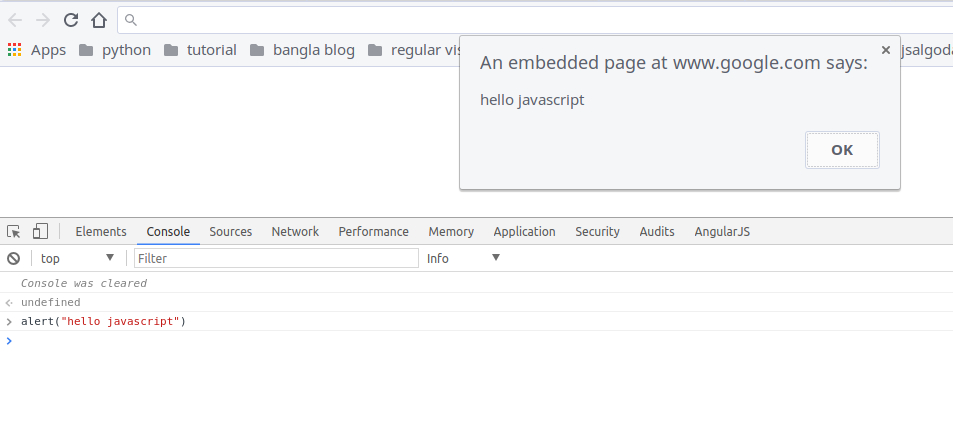 Apps python tutorial bangla blog regular vis jsalgoda
An embedded page at www.google.com says:
hello javascript
OK
Elements Console Sources Network Performance Memory Application Security Audits AngularJS
top Filter Info
Console was cleared
undefined
alert("hello javascript")